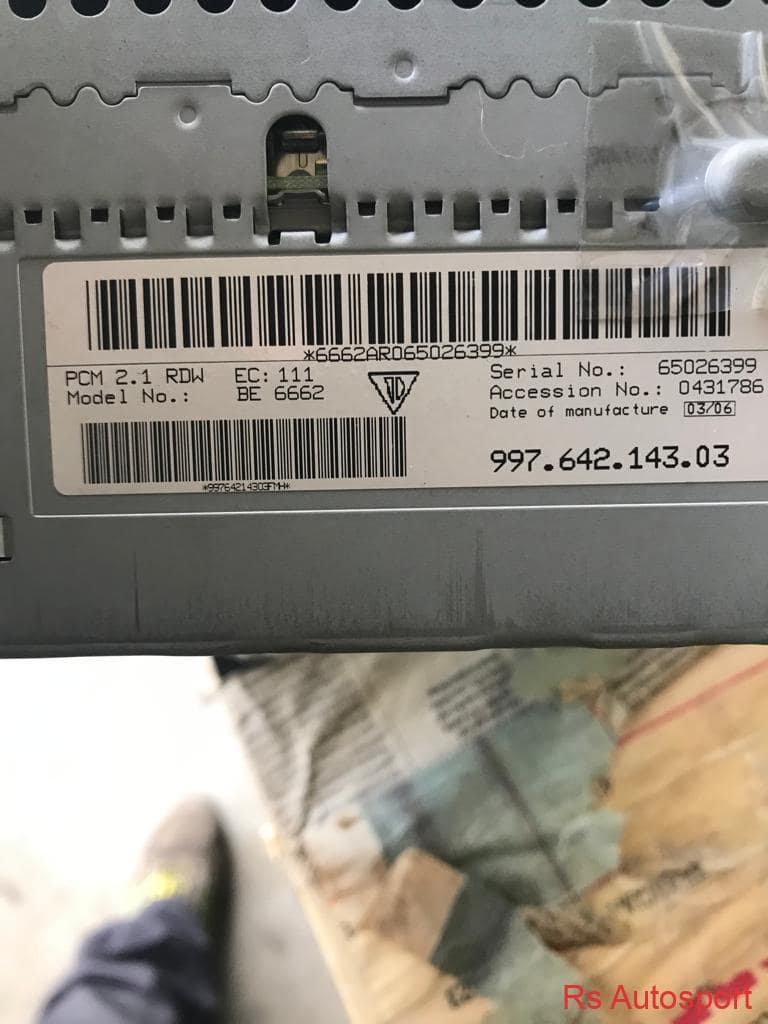 *6662AR065026399*
PCM 2.1 RDW EC: 111
Model No.: BE 6662
Serial No.: 65026399
Accession No.: 0431786
Date of manufacture 03/06
997.642.143.03
*99764214303FMH*
Rs Autosport